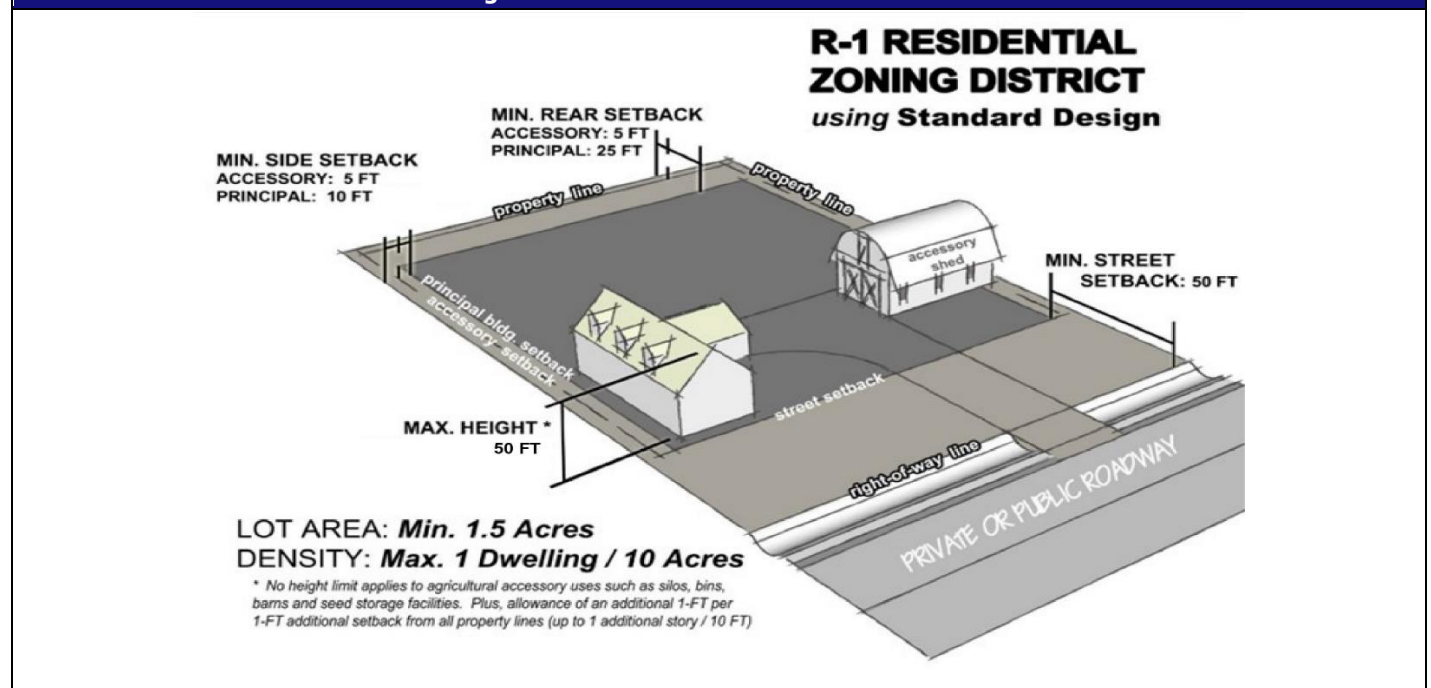 R-1 RESIDENTIAL
ZONING DISTRICT
using Standard Design
MIN. REAR SETBACK
ACCESSORY: 5 FT
PRINCIPAL: 25 FT
MIN. SIDE SETBACK
ACCESSORY: 5 FT
PRINCIPAL: 10 FT
property line
property line
accessory
shed
MIN. STREET
SETBACK: 50 FT
principal bldg. setback
accessory setback
street setback
MAX. HEIGHT *
50 FT
right-of-way line
PRIVATE OR PUBLIC ROADWAY
LOT AREA: Min. 1.5 Acres
DENSITY: Max. 1 Dwelling / 10 Acres
* No height limit applies to agricultural accessory uses such as silos, bins,
barns and seed storage facilities. Plus, allowance of an additional 1-FT per
1-FT additional setback from all property lines (up to 1 additional story / 10 FT)